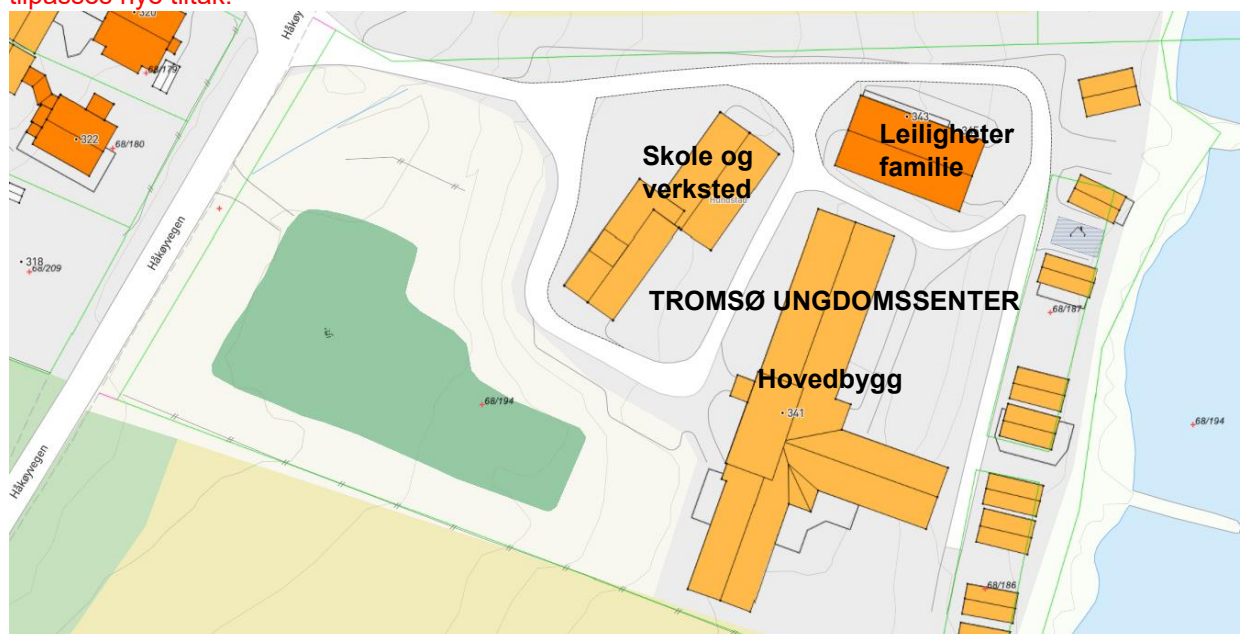 tilpasses nye tiltak.
320
Håkøy
68/179
343
Leiligheter
familie
322
68/180
Skole og
verksted
Håkøyvegen
318
68/209
TROMSØ UNGDOMSSENTER
68/187
Hovedbygg
68/194
341
68/194
Håkøyvegen
68/186